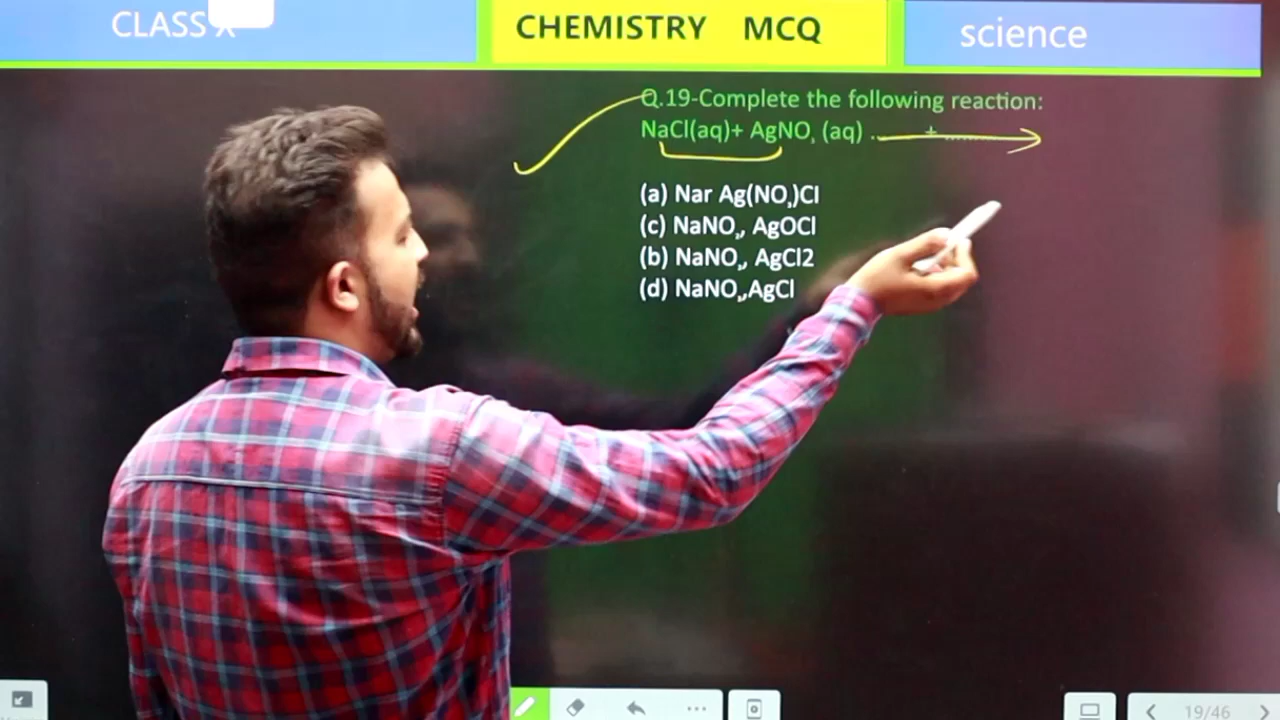 CLASS X
CHEMISTRY MCQ
science
Q.19-Complete the following reaction:
NaCl(aq)+ AgNO₃ (aq) ...........+............
(a) Nar Ag(NO₃)Cl
(c) NaNO₂, AgOCl
(b) NaNO₃, AgCl2
(d) NaNO₃,AgCl
19/46